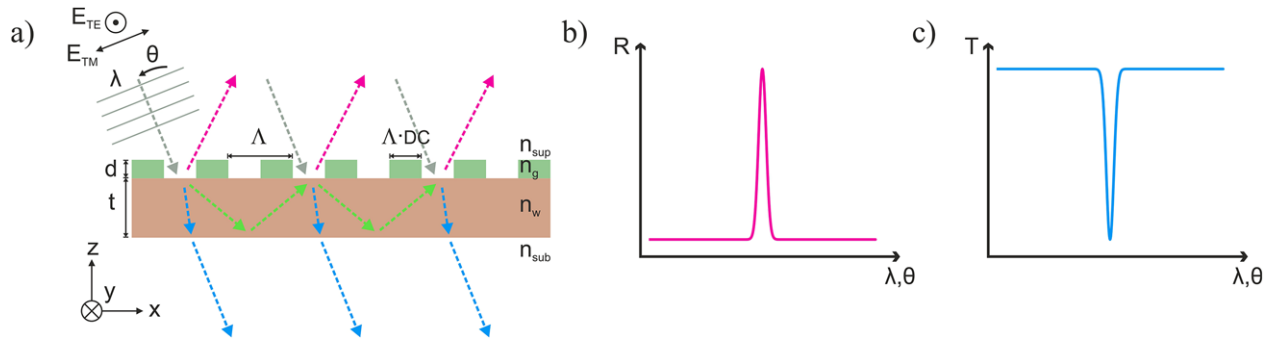 a)
E_TE
E_TM
θ
λ
Λ
Λ·DC
n_sup
d
n_g
t
n_w
n_sub
z
y
x
b)
R
λ,θ
c)
T
λ,θ